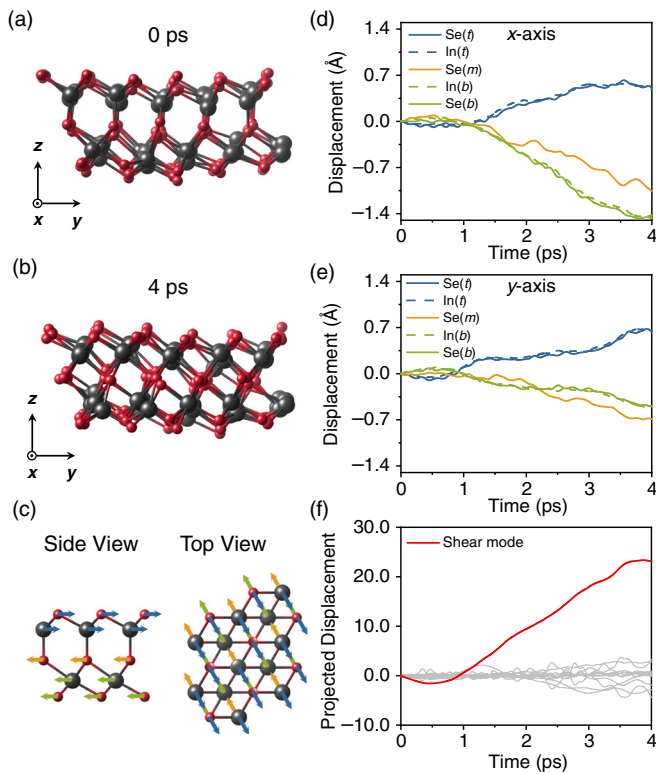 (a)
0 ps
z
x
y
(b)
4 ps
z
x
y
(c)
Side View
Top View
(d)
x-axis
Se(t)
In(t)
Se(m)
In(b)
Se(b)
Displacement (Å)
1.4
0.7
0.0
−0.7
−1.4
0 1 2 3 4
Time (ps)
(e)
y-axis
Se(t)
In(t)
Se(m)
In(b)
Se(b)
Displacement (Å)
1.4
0.7
0.0
−0.7
−1.4
0 1 2 3 4
Time (ps)
(f)
Shear mode
Projected Displacement
30.0
20.0
10.0
0.0
−10.0
0 1 2 3 4
Time (ps)